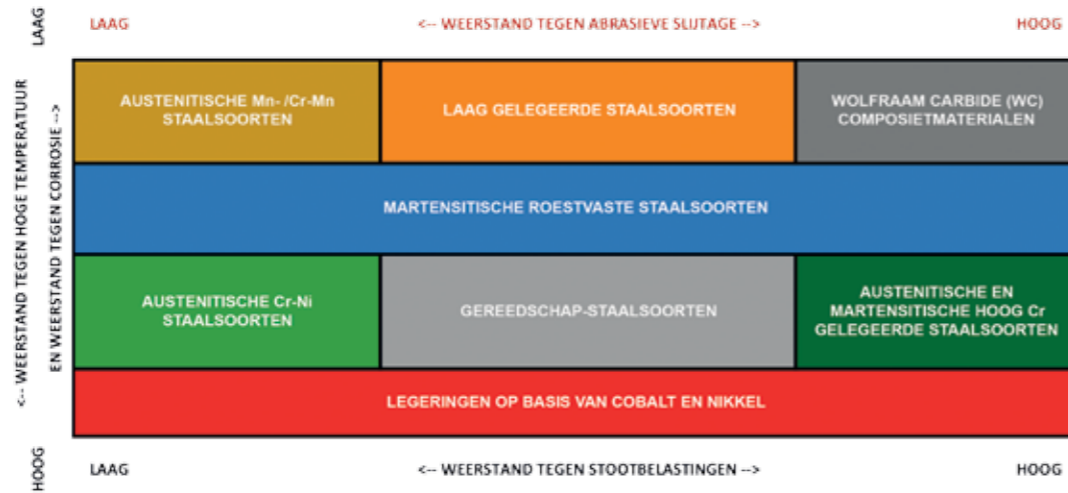 LAAG
LAAG
<-- WEERSTAND TEGEN ABRASIEVE SLIJTAGE -->
HOOG
<-- WEERSTAND TEGEN HOGE TEMPERATUUR
EN WEERSTAND TEGEN CORROSIE -->
AUSTENITISCHE Mn- /Cr-Mn
STAALSOORTEN
LAAG GELEGEERDE STAALSOORTEN
WOLFRAAM CARBIDE (WC)
COMPOSIETMATERIALEN
MARTENSITISCHE ROESTVASTE STAALSOORTEN
AUSTENITISCHE Cr-Ni
STAALSOORTEN
GEREEDSCHAP-STAALSOORTEN
AUSTENITISCHE EN
MARTENSITISCHE HOOG Cr
GELEGEERDE STAALSOORTEN
LEGERINGEN OP BASIS VAN COBALT EN NIKKEL
HOOG
LAAG
<-- WEERSTAND TEGEN STOOTBELASTINGEN -->
HOOG